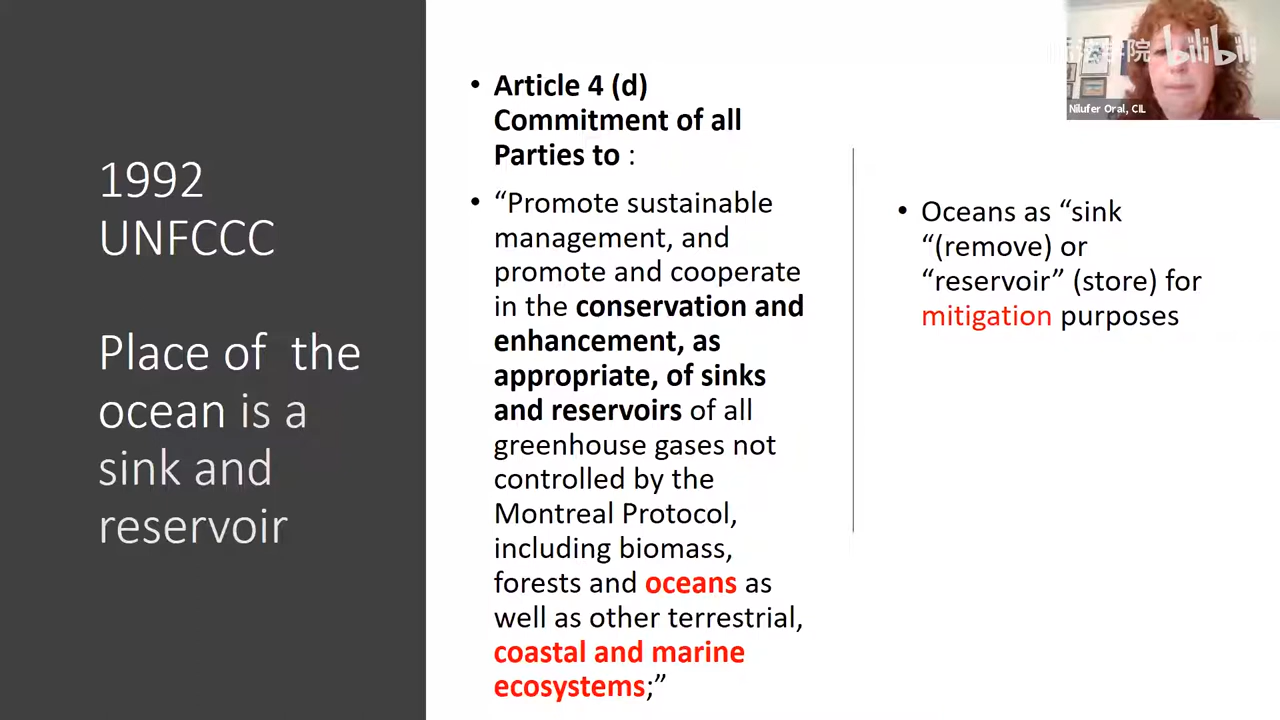 1992
UNFCCC
Place of the
ocean is a
sink and
reservoir
• Article 4 (d)
Commitment of all
Parties to :
• “Promote sustainable
management, and
promote and cooperate
in the conservation and
enhancement, as
appropriate, of sinks
and reservoirs of all
greenhouse gases not
controlled by the
Montreal Protocol,
including biomass,
forests and oceans as
well as other terrestrial,
coastal and marine
ecosystems;”
• Oceans as “sink
“(remove) or
“reservoir” (store) for
mitigation purposes
学院 bilibili
Nilufer Oral, CIL